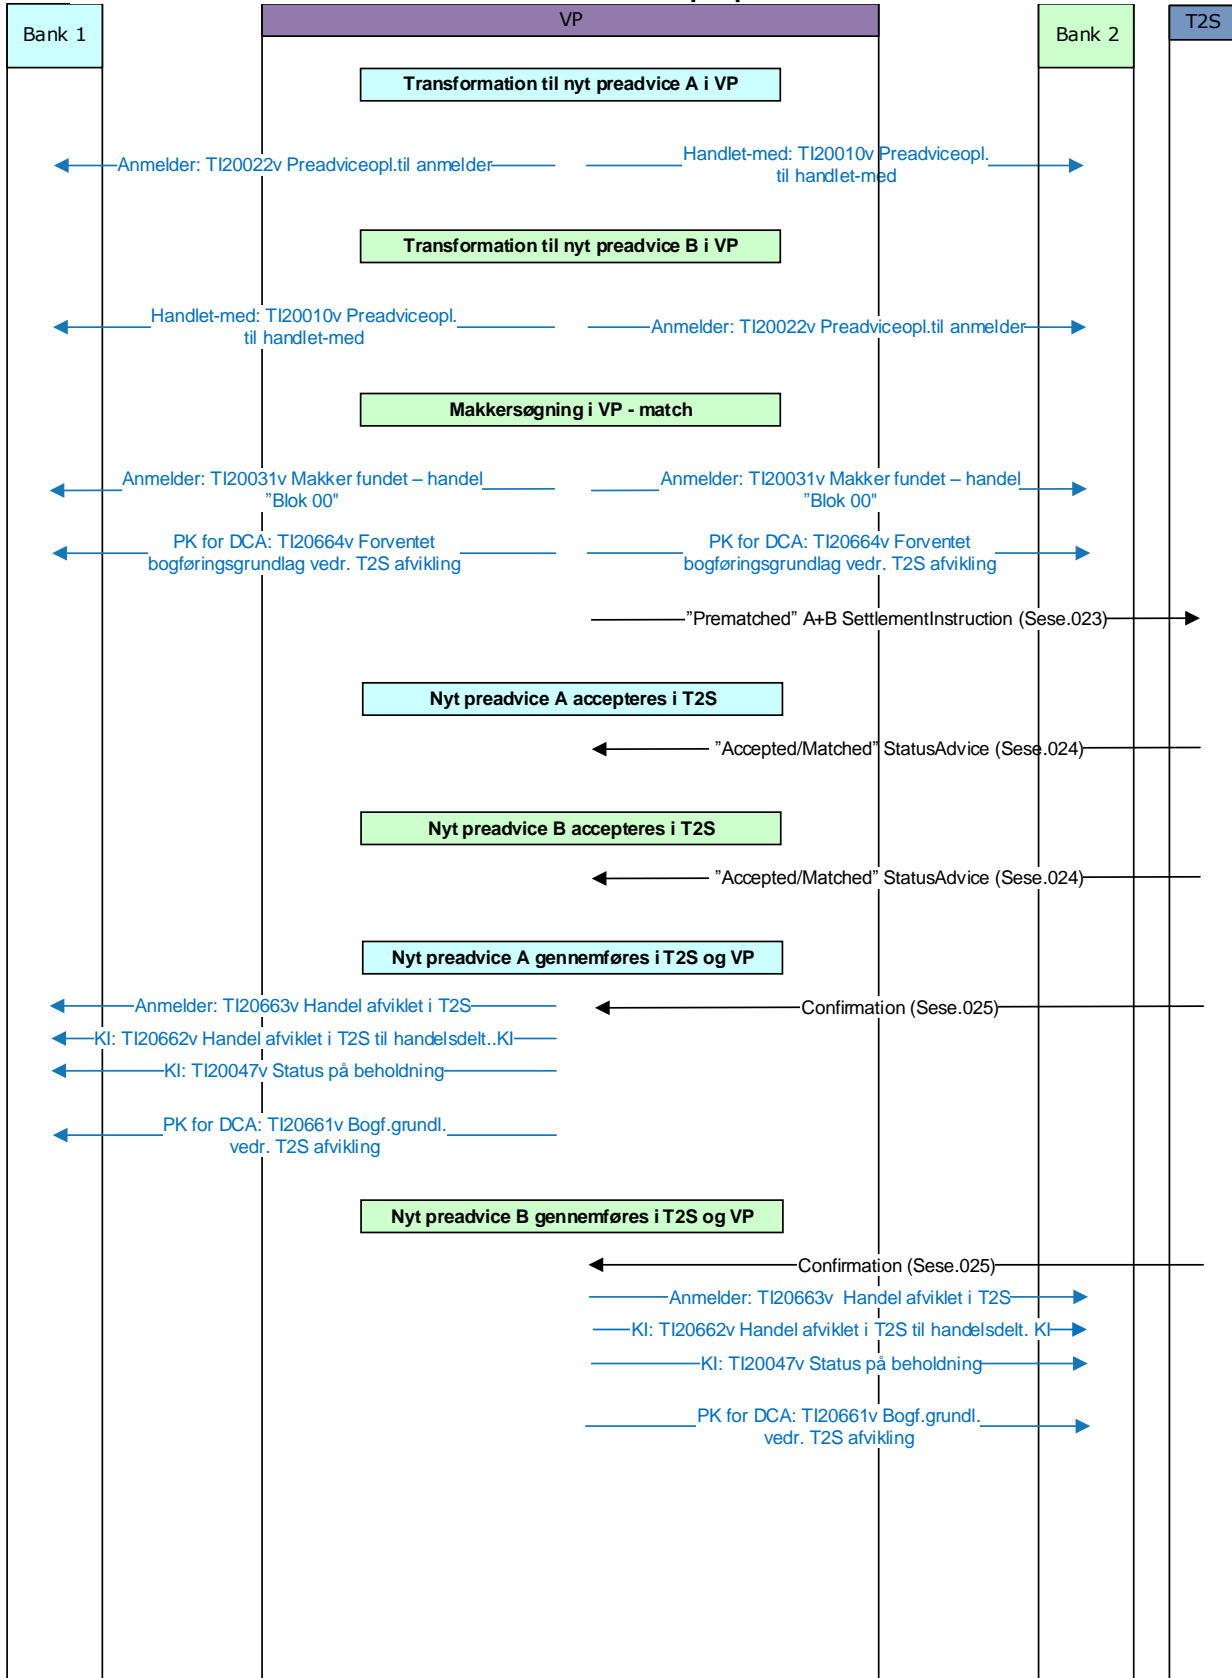 Bank 1
VP
Bank 2
T2S
Transformation til nyt preadvice A i VP
Anmelder: TI20022v Preadviceopl.til anmelder
Handlet-med: TI20010v Preadviceopl.
til handlet-med
Transformation til nyt preadvice B i VP
Handlet-med: TI20010v Preadviceopl.
til handlet-med
Anmelder: TI20022v Preadviceopl.til anmelder
Makkersøgning i VP - match
Anmelder: TI20031v Makker fundet – handel
”Blok 00"
Anmelder: TI20031v Makker fundet – handel
”Blok 00"
PK for DCA: TI20664v Forventet
bogføringsgrundlag vedr. T2S afvikling
PK for DCA: TI20664v Forventet
bogføringsgrundlag vedr. T2S afvikling
”Prematched” A+B SettlementInstruction (Sese.023)
Nyt preadvice A accepteres i T2S
”Accepted/Matched” StatusAdvice (Sese.024)
Nyt preadvice B accepteres i T2S
”Accepted/Matched” StatusAdvice (Sese.024)
Nyt preadvice A gennemføres i T2S og VP
Anmelder: TI20663v Handel afviklet i T2S
Confirmation (Sese.025)
KI: TI20662v Handel afviklet i T2S til handelsdelt..KI
KI: TI20047v Status på beholdning
PK for DCA: TI20661v Bogf.grundl.
vedr. T2S afvikling
Nyt preadvice B gennemføres i T2S og VP
Confirmation (Sese.025)
Anmelder: TI20663v  Handel afviklet i T2S
KI: TI20662v Handel afviklet i T2S til handelsdelt. KI
KI: TI20047v Status på beholdning
PK for DCA: TI20661v Bogf.grundl.
vedr. T2S afvikling